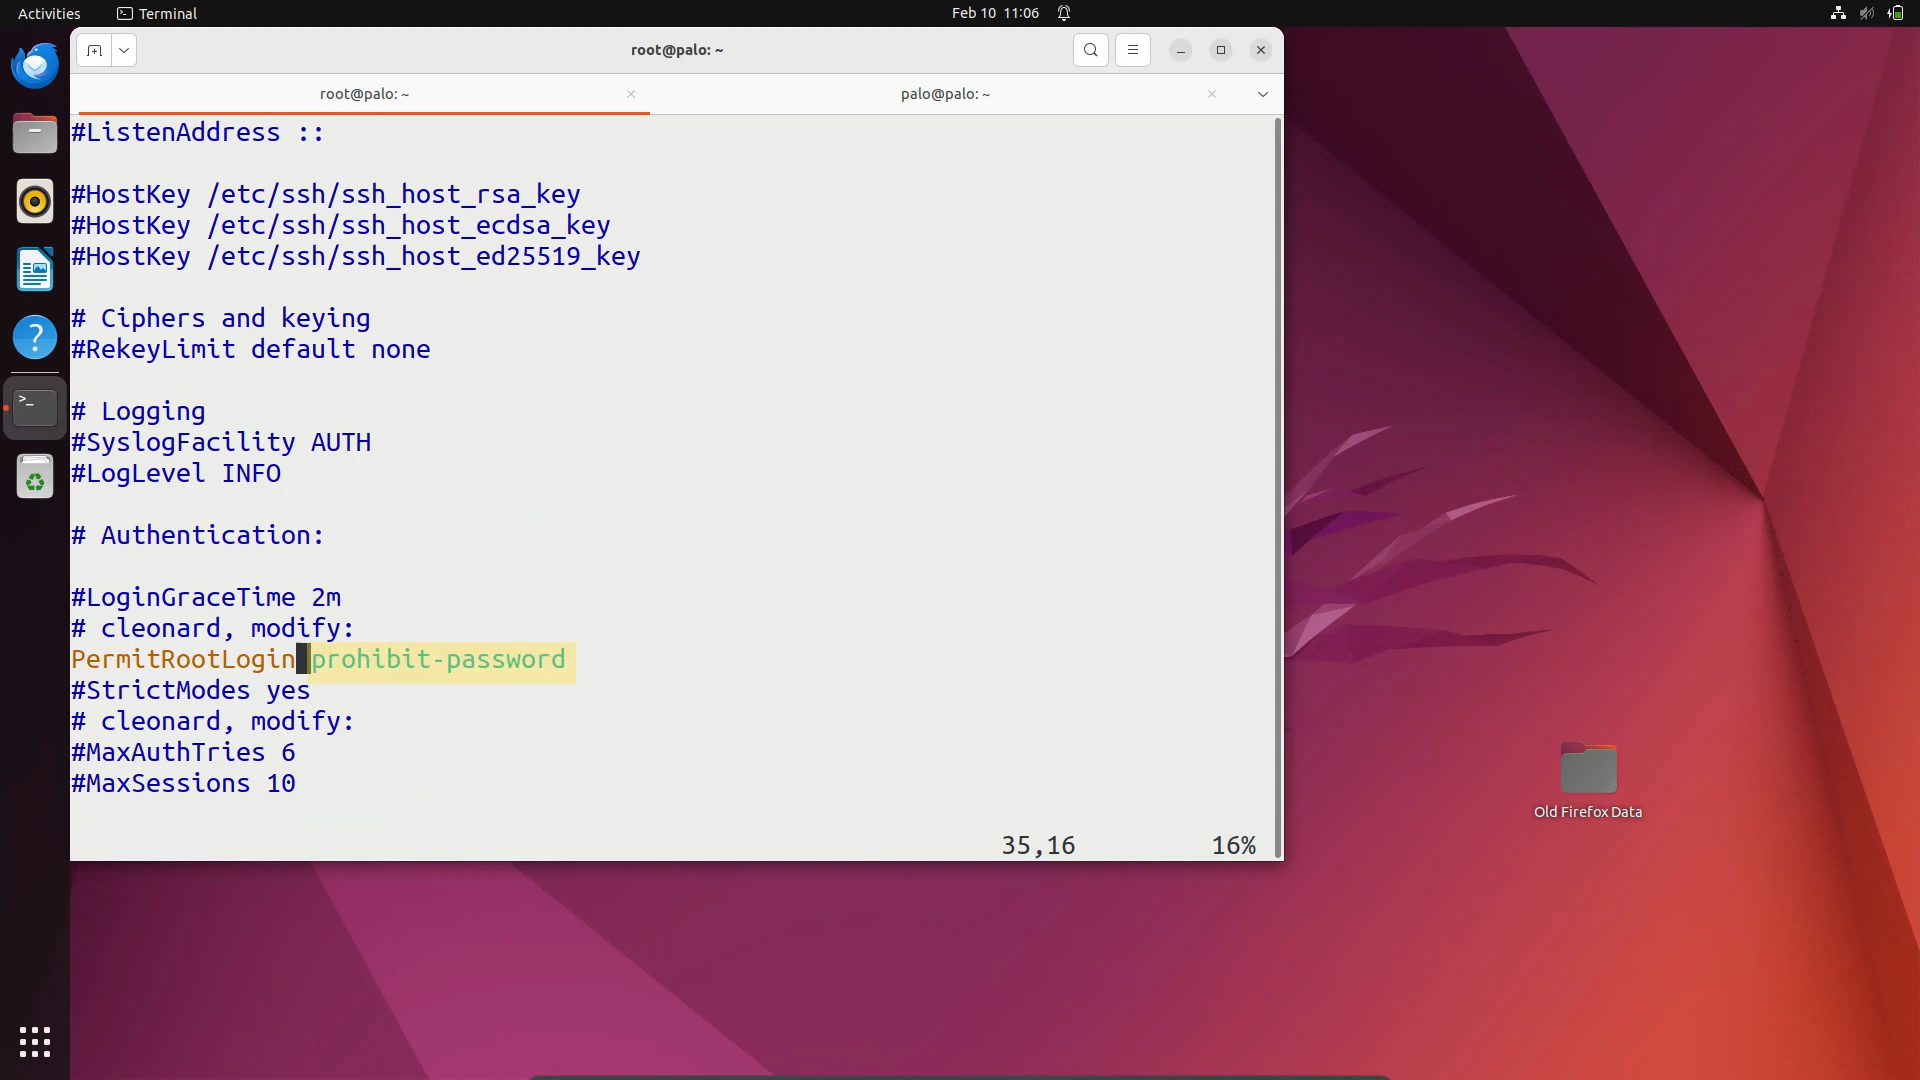 Activities
Terminal
Feb 10 11:06
root@palo: ~
root@palo: ~
palo@palo: ~
#ListenAddress ::
#HostKey /etc/ssh/ssh_host_rsa_key
#HostKey /etc/ssh/ssh_host_ecdsa_key
#HostKey /etc/ssh/ssh_host_ed25519_key
# Ciphers and keying
#RekeyLimit default none
# Logging
#SyslogFacility AUTH
#LogLevel INFO
# Authentication:
#LoginGraceTime 2m
# cleonard, modify:
PermitRootLogin prohibit-password
#StrictModes yes
# cleonard, modify:
#MaxAuthTries 6
#MaxSessions 10
35,16 16%
Old Firefox Data